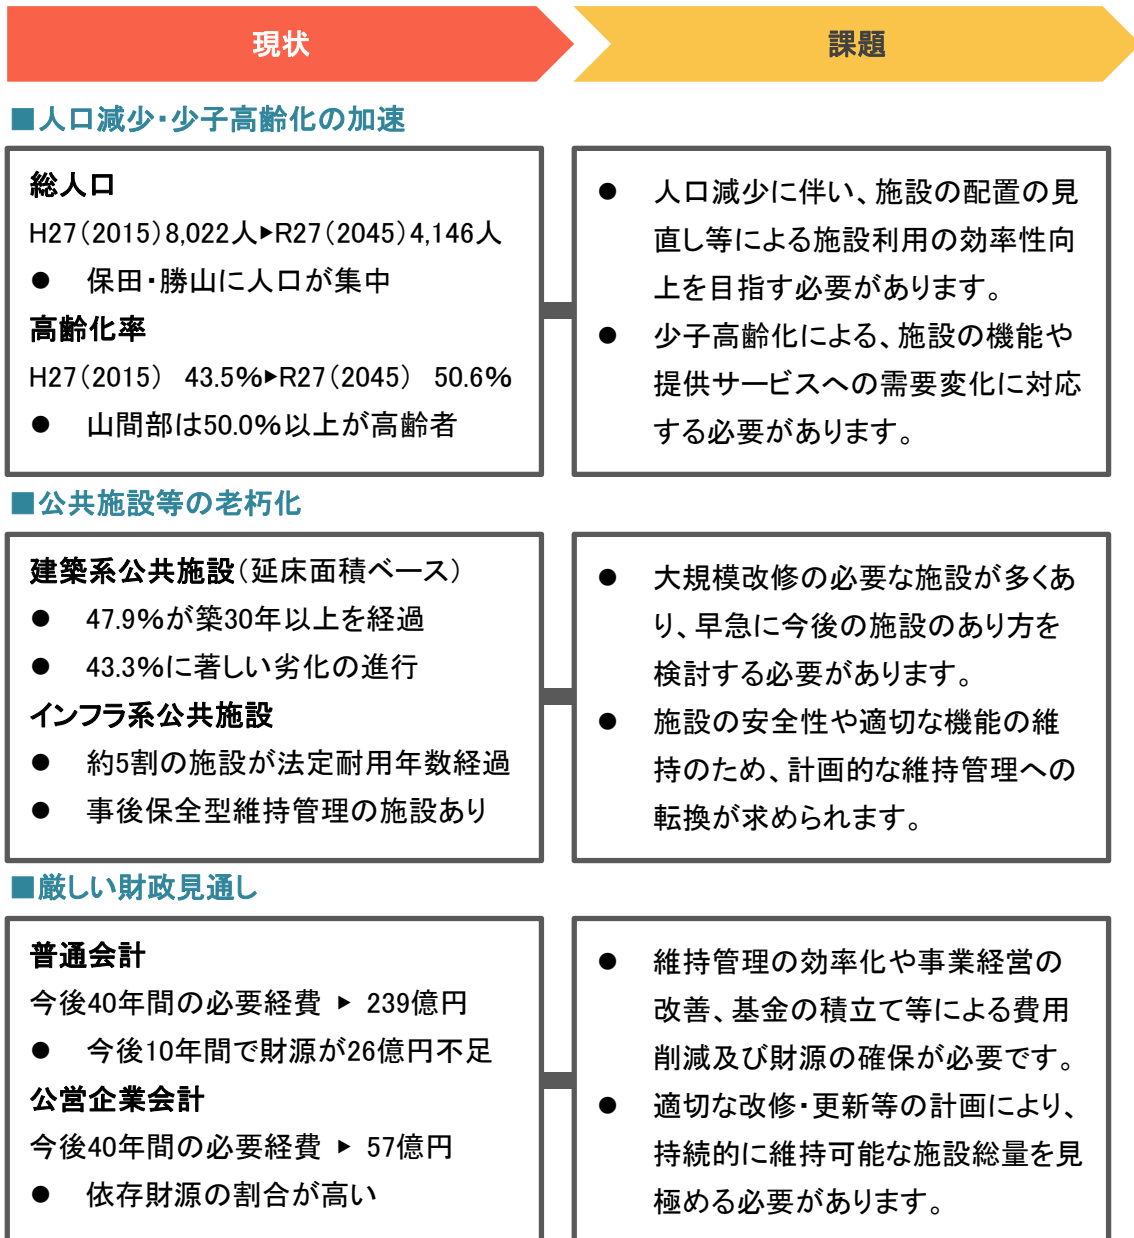 現状
課題
■人口減少・少子高齢化の加速
総人口
H27（2015）8,022人▶R27（2045）4,146人
● 保田・勝山に人口が集中
高齢化率
H27（2015） 43.5%▶R27（2045） 50.6%
● 山間部は50.0%以上が高齢者
● 人口減少に伴い、施設の配置の見
直し等による施設利用の効率性向
上を目指す必要があります。
● 少子高齢化による、施設の機能や
提供サービスへの需要変化に対応
する必要があります。
■公共施設等の老朽化
建築系公共施設（延床面積ベース）
● 47.9%が築30年以上を経過
● 43.3%に著しい劣化の進行
インフラ系公共施設
● 約5割の施設が法定耐用年数経過
● 事後保全型維持管理の施設あり
● 大規模改修の必要な施設が多くあ
り、早急に今後の施設のあり方を
検討する必要があります。
● 施設の安全性や適切な機能の維
持のため、計画的な維持管理への
転換が求められます。
■厳しい財政見通し
普通会計
今後40年間の必要経費 ▶ 239億円
● 今後10年間で財源が26億円不足
公営企業会計
今後40年間の必要経費 ▶ 57億円
● 依存財源の割合が高い
● 維持管理の効率化や事業経営の
改善、基金の積立て等による費用
削減及び財源の確保が必要です。
● 適切な改修・更新等の計画により、
持続的に維持可能な施設総量を見
極める必要があります。